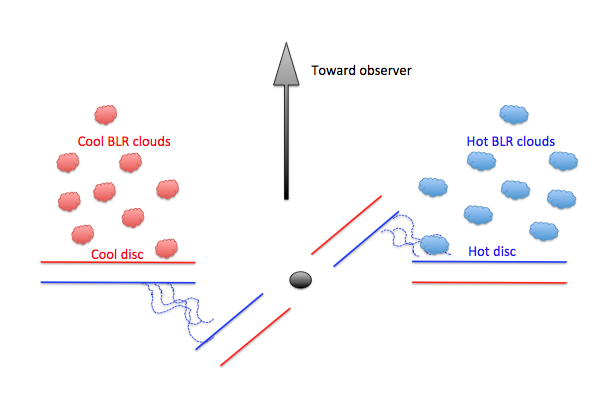 Toward observer
Cool BLR clouds
Hot BLR clouds
Cool disc
Hot disc